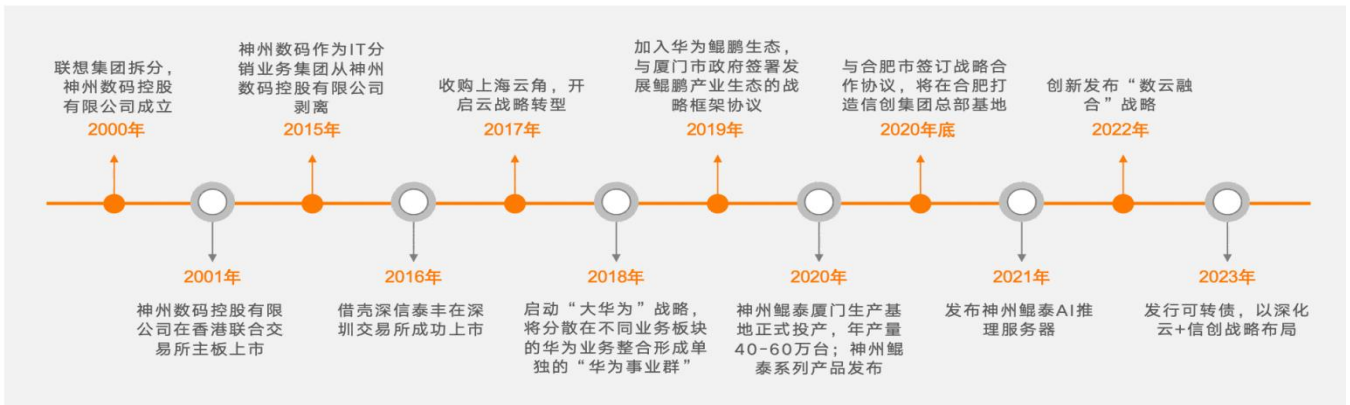 联想集团拆分，
神州数码控股
有限公司成立
2000年
神州数码作为IT分
销业务集团从神州
数码控股有限公司
剥离
2015年
收购上海云角，开
启云战略转型
2017年
加入华为鲲鹏生态，
与厦门市政府签署发
展鲲鹏产业生态的战
略框架协议
2019年
与合肥市签订战略合
作协议，将在合肥打
造信创集团总部基地
2020年底
创新发布“数云融
合”战略
2022年
2001年
神州数码控股有限
公司在香港联合交
易所主板上市
2016年
借壳深信泰丰在深
圳交易所成功上市
2018年
启动“大华为”战略，
将分散在不同业务板块
的华为业务整合形成单
独的“华为事业群”
2020年
神州鲲泰厦门生产基
地正式投产，年产量
40-60万台；神州鲲
泰系列产品发布
2021年
发布神州鲲泰AI推
理服务器
2023年
发行可转债，以深化
云+信创战略布局